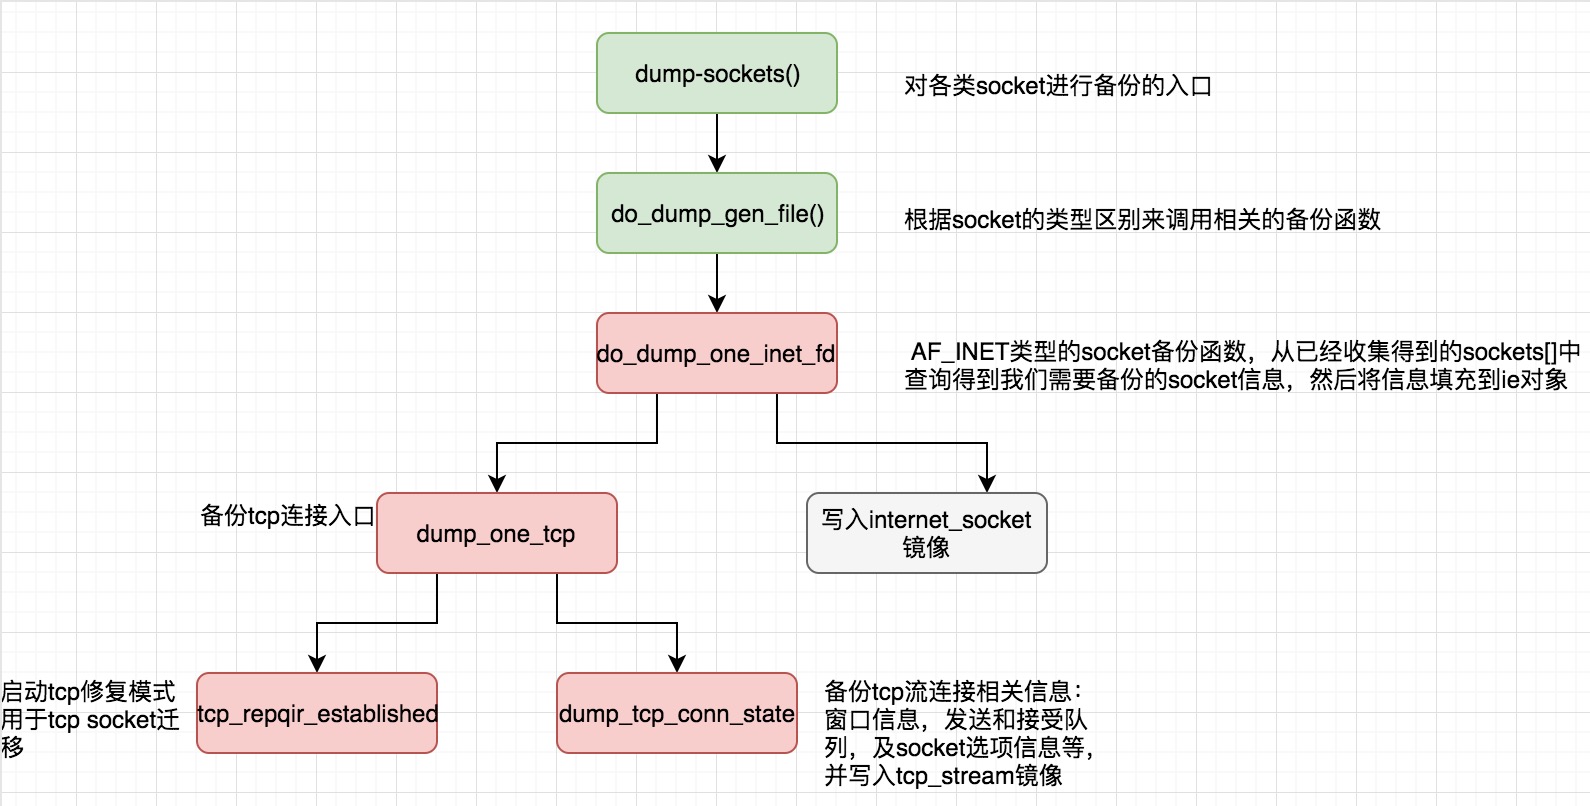 dump-sockets()
对各类socket进行备份的入口
do_dump_gen_file()
根据socket的类型区别来调用相关的备份函数
do_dump_one_inet_fd
AF_INET类型的socket备份函数，从已经收集得到的sockets[]中
查询得到我们需要备份的socket信息，然后将信息填充到ie对象
备份tcp连接入口
dump_one_tcp
写入internet_socket
镜像
启动tcp修复模式
用于tcp socket迁
移
tcp_repqir_established
dump_tcp_conn_state
备份tcp流连接相关信息：
窗口信息，发送和接受队
列，及socket选项信息等，
并写入tcp_stream镜像